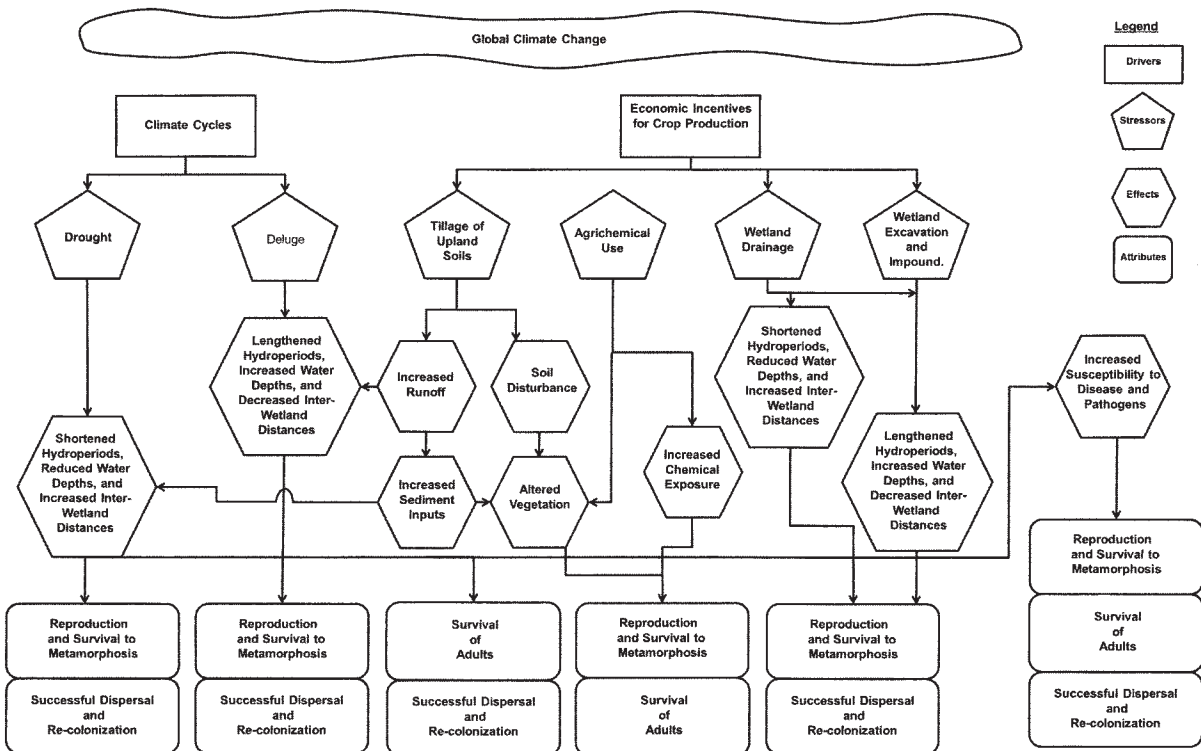 Global Climate Change
Legend
Drivers
Stressors
Effects
Attributes
Climate Cycles
Economic Incentives
for Crop Production
Drought
Deluge
Tillage of
Upland
Soils
Agrichemical
Use
Wetland
Drainage
Wetland
Excavation
and
Impound.
Lengthened
Hydroperiods,
Increased Water
Depths, and
Decreased Inter-
Wetland
Distances
Increased
Runoff
Soil
Disturbance
Shortened
Hydroperiods,
Reduced Water
Depths, and
Increased Inter-
Wetland
Distances
Increased
Susceptibility to
Disease and
Pathogens
Shortened
Hydroperiods,
Reduced Water
Depths, and
Increased Inter-
Wetland
Distances
Increased
Sediment
Inputs
Altered
Vegetation
Increased
Chemical
Exposure
Lengthened
Hydroperiods,
Increased Water
Depths, and
Decreased Inter-
Wetland
Distances
Reproduction
and Survival to
Metamorphosis
Survival
of
Adults
Successful Dispersal
and
Re-colonization
Reproduction
and Survival to
Metamorphosis
Successful Dispersal
and
Re-colonization
Reproduction
and Survival to
Metamorphosis
Successful Dispersal
and
Re-colonization
Survival
of
Adults
Successful Dispersal
and
Re-colonization
Reproduction
and Survival to
Metamorphosis
Survival
of
Adults
Reproduction
and Survival to
Metamorphosis
Successful Dispersal
and
Re-colonization